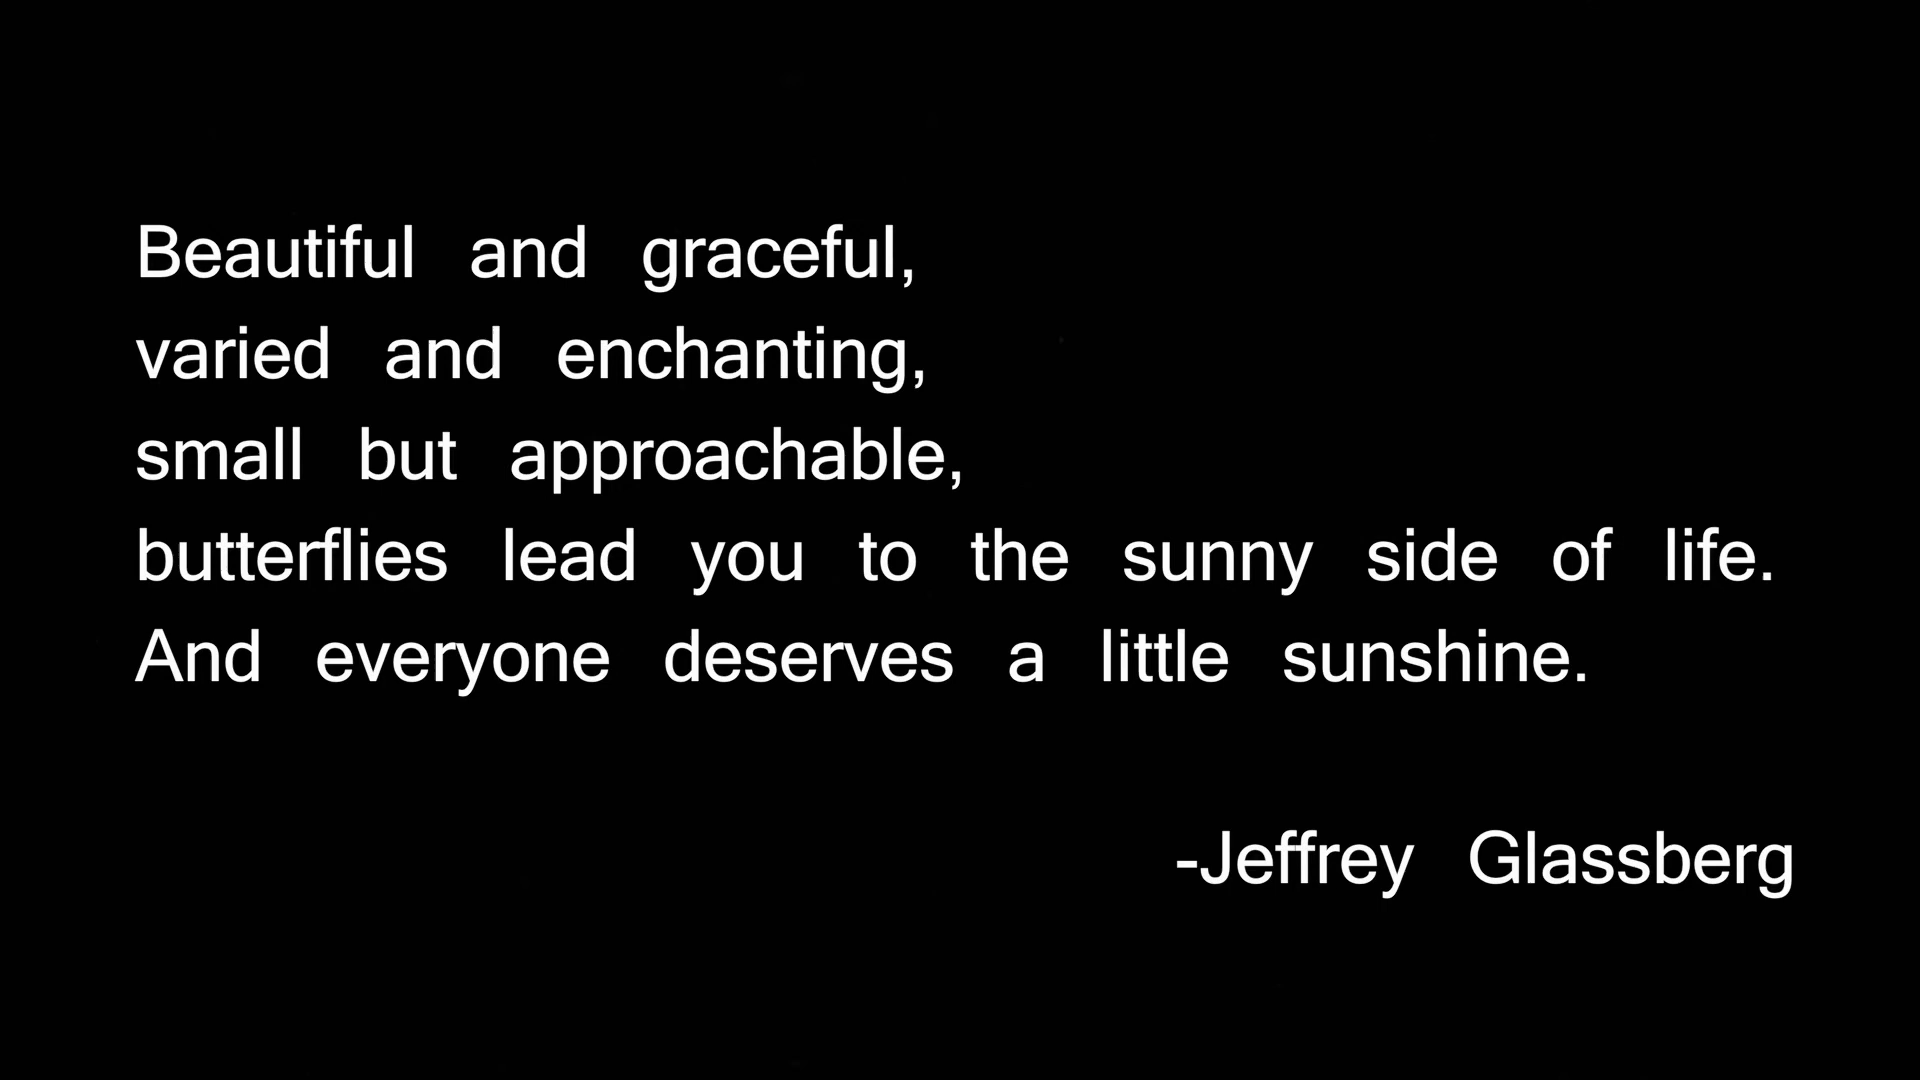 Beautiful and graceful,
varied and enchanting,
small but approachable,
butterflies lead you to the sunny side of life.
And everyone deserves a little sunshine.
-Jeffrey Glassberg